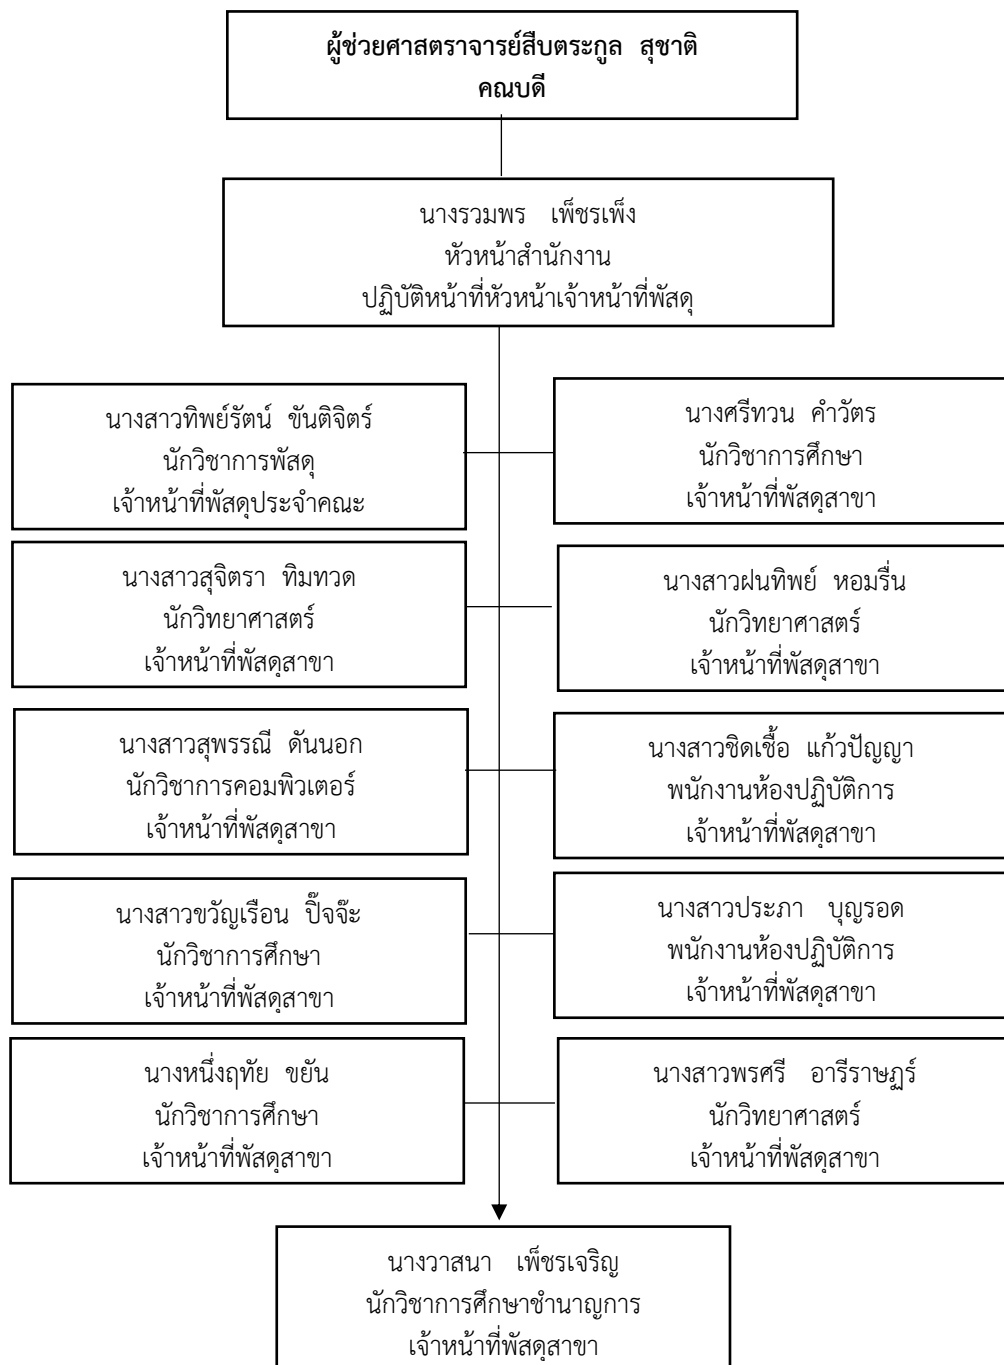 ผู้ช่วยศาสตราจารย์สืบตระกูล สุชาติ
คณบดี
นางรวมพร เพ็ชรเพ็ง
หัวหน้าสำนักงาน
ปฏิบัติหน้าที่หัวหน้าเจ้าหน้าที่พัสดุ
นางสาวทิพย์รัตน์ ขันติจิตร์
นักวิชาการพัสดุ
เจ้าหน้าที่พัสดุประจำคณะ
นางศรีทวน คำวัตร
นักวิชาการศึกษา
เจ้าหน้าที่พัสดุสาขา
นางสาวสุจิตรา ทิมทวด
นักวิทยาศาสตร์
เจ้าหน้าที่พัสดุสาขา
นางสาวฝนทิพย์ หอมรื่น
นักวิทยาศาสตร์
เจ้าหน้าที่พัสดุสาขา
นางสาวสุพรรณี ดันนอก
นักวิชาการคอมพิวเตอร์
เจ้าหน้าที่พัสดุสาขา
นางสาวชิดเชื้อ แก้วปัญญา
พนักงานห้องปฏิบัติการ
เจ้าหน้าที่พัสดุสาขา
นางสาวขวัญเรือน ปิ๊จจ๊ะ
นักวิชาการศึกษา
เจ้าหน้าที่พัสดุสาขา
นางสาวประภา บุญรอด
พนักงานห้องปฏิบัติการ
เจ้าหน้าที่พัสดุสาขา
นางหนึ่งฤทัย ขยัน
นักวิชาการศึกษา
เจ้าหน้าที่พัสดุสาขา
นางสาวพรศรี อารีราษฎร์
นักวิทยาศาสตร์
เจ้าหน้าที่พัสดุสาขา
นางวาสนา เพ็ชรเจริญ
นักวิชาการศึกษาชำนาญการ
เจ้าหน้าที่พัสดุสาขา